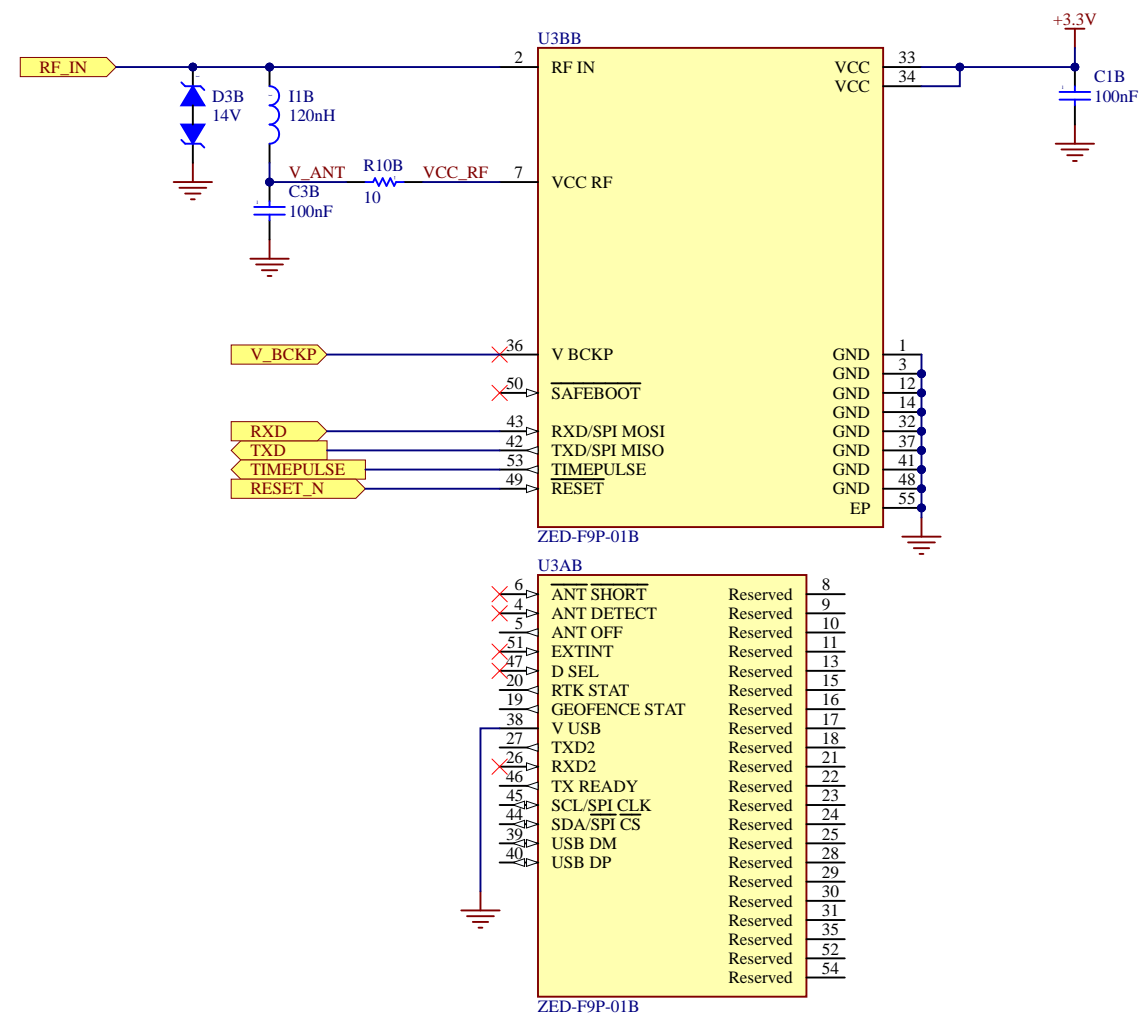 +3.3V
U3BB
RF_IN
2
RF IN
VCC
33
VCC
34
D3B
14V
I1B
120nH
C1B
100nF
V_ANT
R10B
10
VCC_RF
7
VCC RF
C3B
100nF
V_BCKP
36
V BCKP
GND
1
GND
3
50
SAFEBOOT
GND
12
GND
14
RXD
43
RXD/SPI MOSI
GND
32
TXD
42
TXD/SPI MISO
GND
37
TIMEPULSE
53
TIMEPULSE
GND
41
RESET_N
49
RESET
GND
48
EP
55
ZED-F9P-01B
U3AB
6
ANT SHORT
Reserved
8
4
ANT DETECT
Reserved
9
5
ANT OFF
Reserved
10
51
EXTINT
Reserved
11
47
D SEL
Reserved
13
20
RTK STAT
Reserved
15
19
GEOFENCE STAT
Reserved
16
38
V USB
Reserved
17
27
TXD2
Reserved
18
26
RXD2
Reserved
21
46
TX READY
Reserved
22
45
SCL/SPI CLK
Reserved
23
44
SDA/SPI CS
Reserved
24
39
USB DM
Reserved
25
40
USB DP
Reserved
28
Reserved
29
Reserved
30
Reserved
31
Reserved
35
Reserved
52
Reserved
54
ZED-F9P-01B